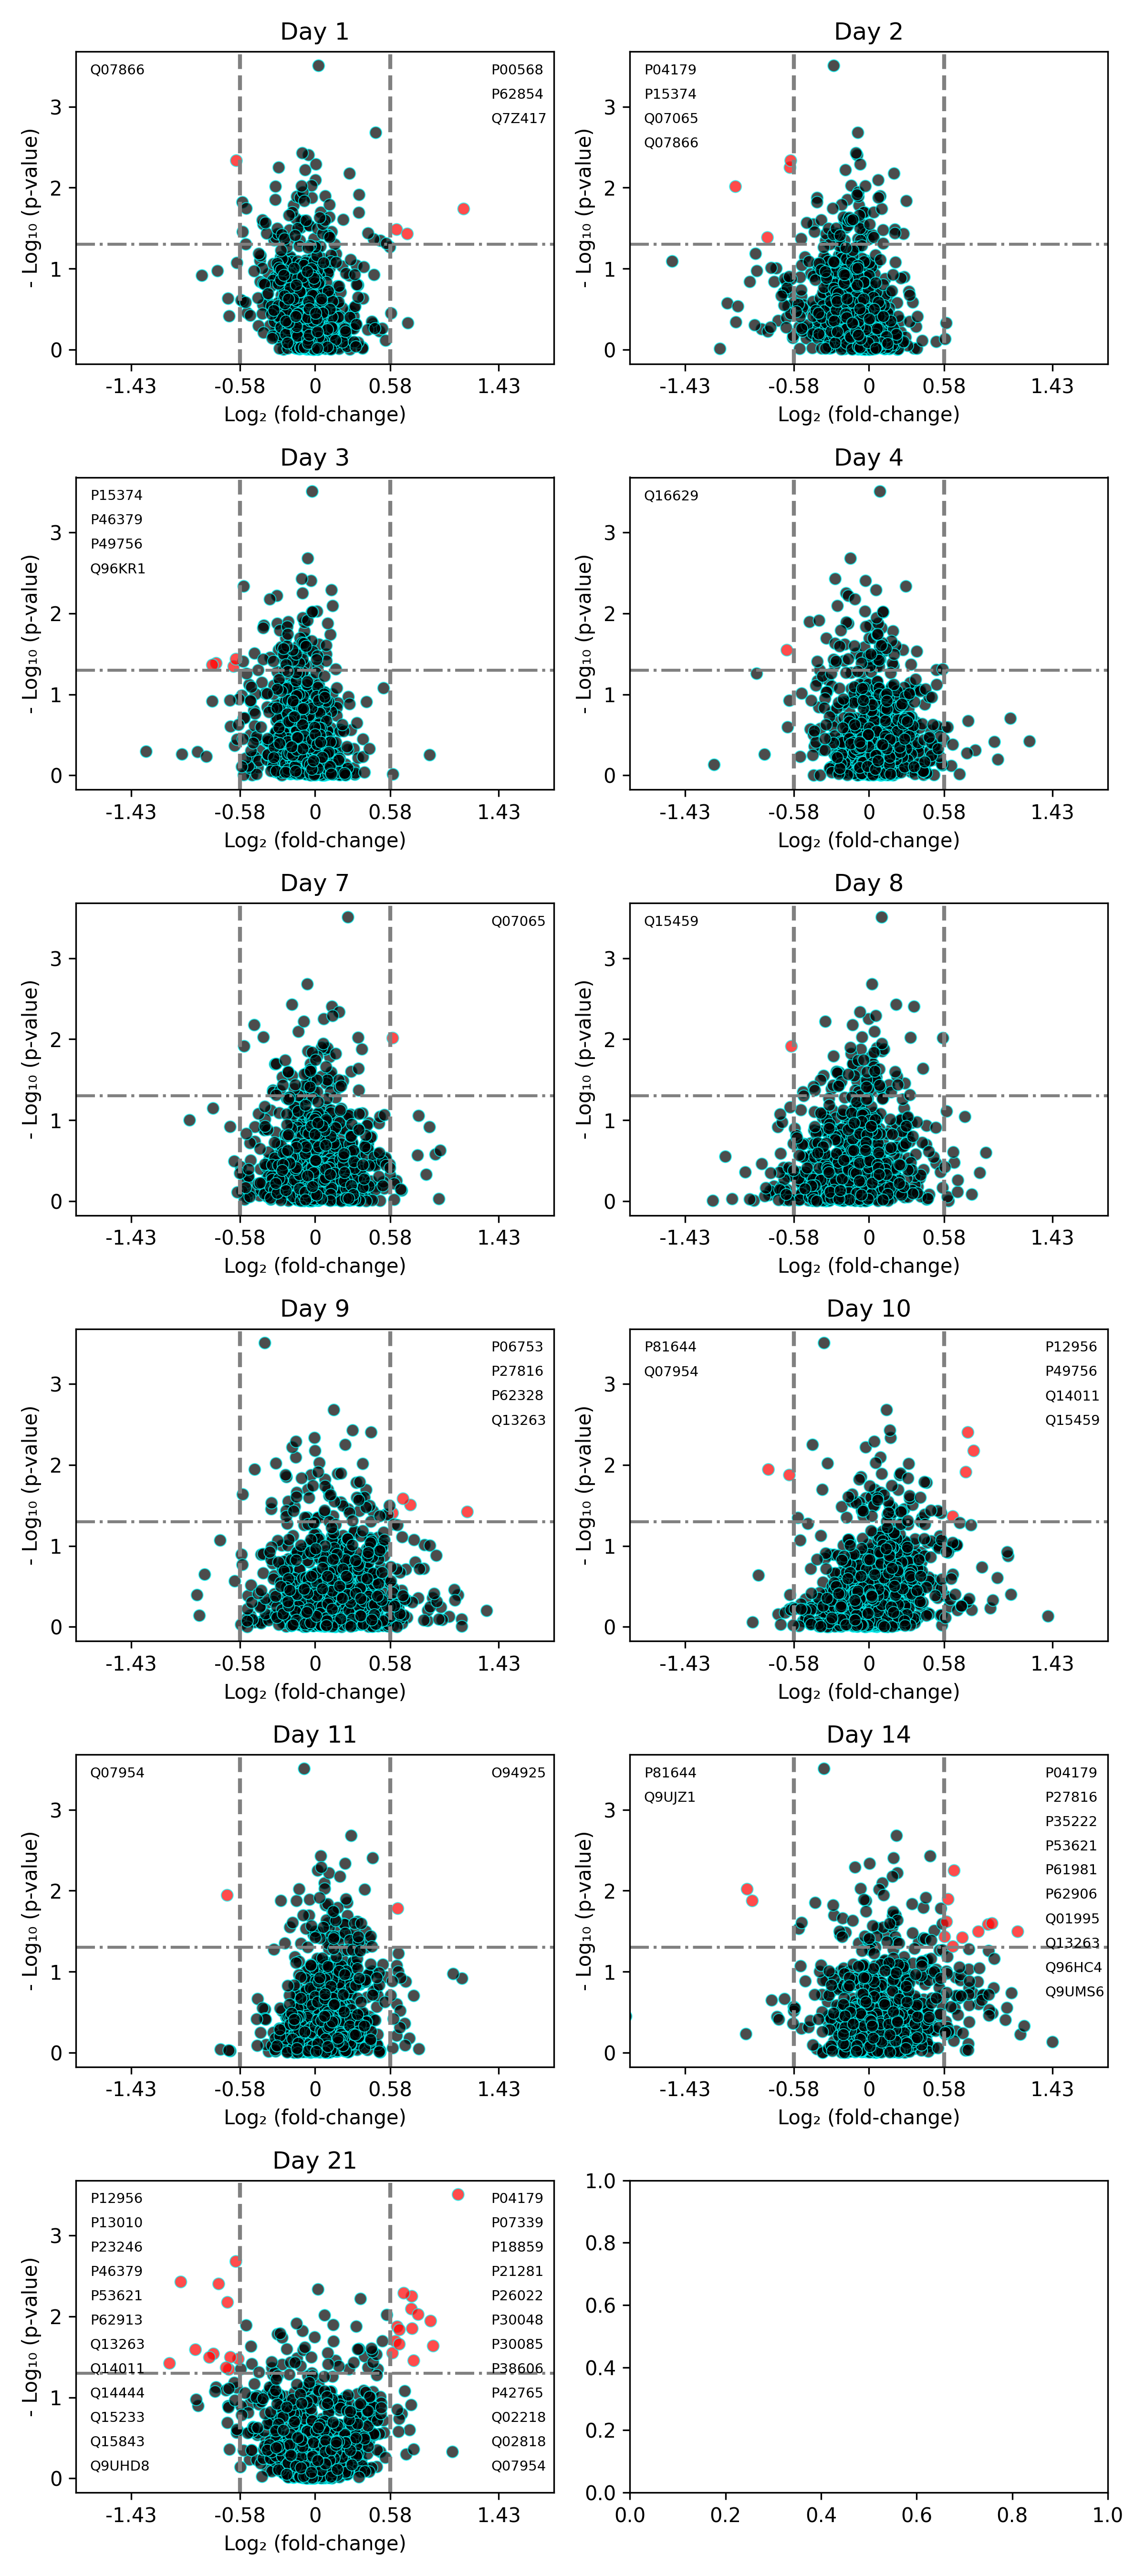 Day 1
Q07866
P00568
P62854
Q7Z417
3
2
1
0
- Log₁₀ (p-value)
-1.43 -0.58 0 0.58 1.43
Log₂ (fold-change)
Day 2
P04179
P15374
Q07065
Q07866
3
2
1
0
- Log₁₀ (p-value)
-1.43 -0.58 0 0.58 1.43
Log₂ (fold-change)
Day 3
P15374
P46379
P49756
Q96KR1
3
2
1
0
- Log₁₀ (p-value)
-1.43 -0.58 0 0.58 1.43
Log₂ (fold-change)
Day 4
Q16629
3
2
1
0
- Log₁₀ (p-value)
-1.43 -0.58 0 0.58 1.43
Log₂ (fold-change)
Day 7
Q07065
3
2
1
0
- Log₁₀ (p-value)
-1.43 -0.58 0 0.58 1.43
Log₂ (fold-change)
Day 8
Q15459
3
2
1
0
- Log₁₀ (p-value)
-1.43 -0.58 0 0.58 1.43
Log₂ (fold-change)
Day 9
P06753
P27816
P62328
Q13263
3
2
1
0
- Log₁₀ (p-value)
-1.43 -0.58 0 0.58 1.43
Log₂ (fold-change)
Day 10
P81644
Q07954
P12956
P49756
Q14011
Q15459
3
2
1
0
- Log₁₀ (p-value)
-1.43 -0.58 0 0.58 1.43
Log₂ (fold-change)
Day 11
Q07954
O94925
3
2
1
0
- Log₁₀ (p-value)
-1.43 -0.58 0 0.58 1.43
Log₂ (fold-change)
Day 14
P81644
Q9UJZ1
P04179
P27816
P35222
P53621
P61981
P62906
Q01995
Q13263
Q96HC4
Q9UMS6
3
2
1
0
- Log₁₀ (p-value)
-1.43 -0.58 0 0.58 1.43
Log₂ (fold-change)
Day 21
P12956
P13010
P23246
P46379
P53621
P62913
Q13263
Q14011
Q14444
Q15233
Q15843
Q9UHD8
P04179
P07339
P18859
P21281
P26022
P30048
P30085
P38606
P42765
Q02218
Q02818
Q07954
3
2
1
0
- Log₁₀ (p-value)
-1.43 -0.58 0 0.58 1.43
Log₂ (fold-change)
1.0
0.8
0.6
0.4
0.2
0.0
0.0 0.2 0.4 0.6 0.8 1.0